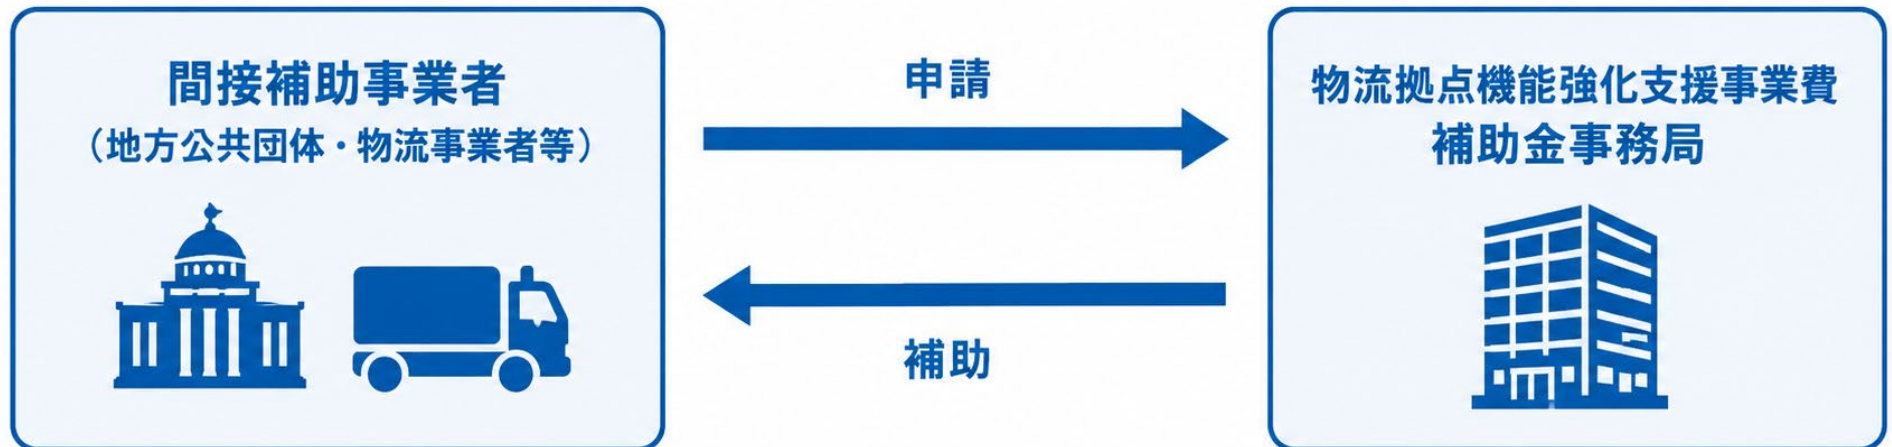 間接補助事業者
（地方公共団体・物流事業者等）
申請
補助
物流拠点機能強化支援事業費
補助金事務局